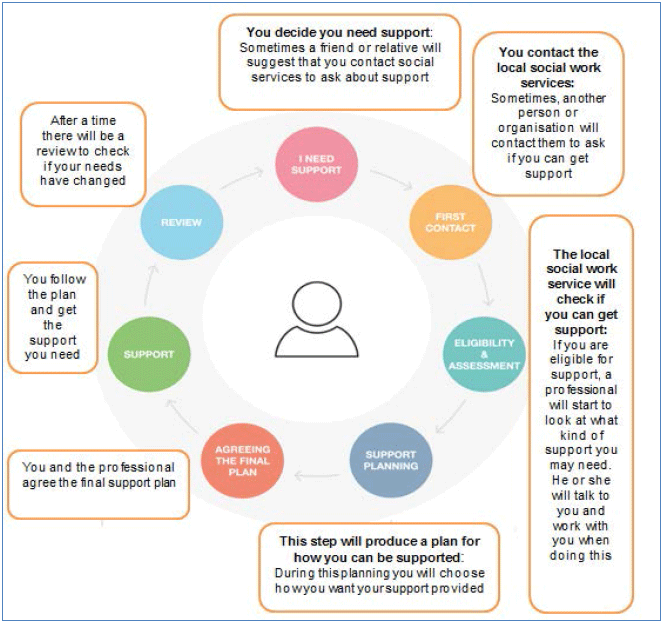 You decide you need support:
Sometimes a friend or relative will
suggest that you contact social
services to ask about support
You contact the
local social work
services:
Sometimes, another
person or
organisation will
contact them to ask
if you can get
support
After a time
there will be a
review to check
if your needs
have changed
I NEED
SUPPORT
REVIEW
FIRST
CONTACT
The local
social work
service will
check if
you can get
support:
If you are
eligible for
support, a
professional
will start to
look at what
kind of
support you
may need.
He or she
will talk to
you and
work with
you when
doing this
You follow
the plan
and get
the
support
you need
SUPPORT
ELIGIBILITY
&
ASSESSMENT
AGREEING
THE FINAL
PLAN
SUPPORT
PLANNING
You and the professional
agree the final support plan
This step will produce a plan for
how you can be supported:
During this planning you will choose
how you want your support provided